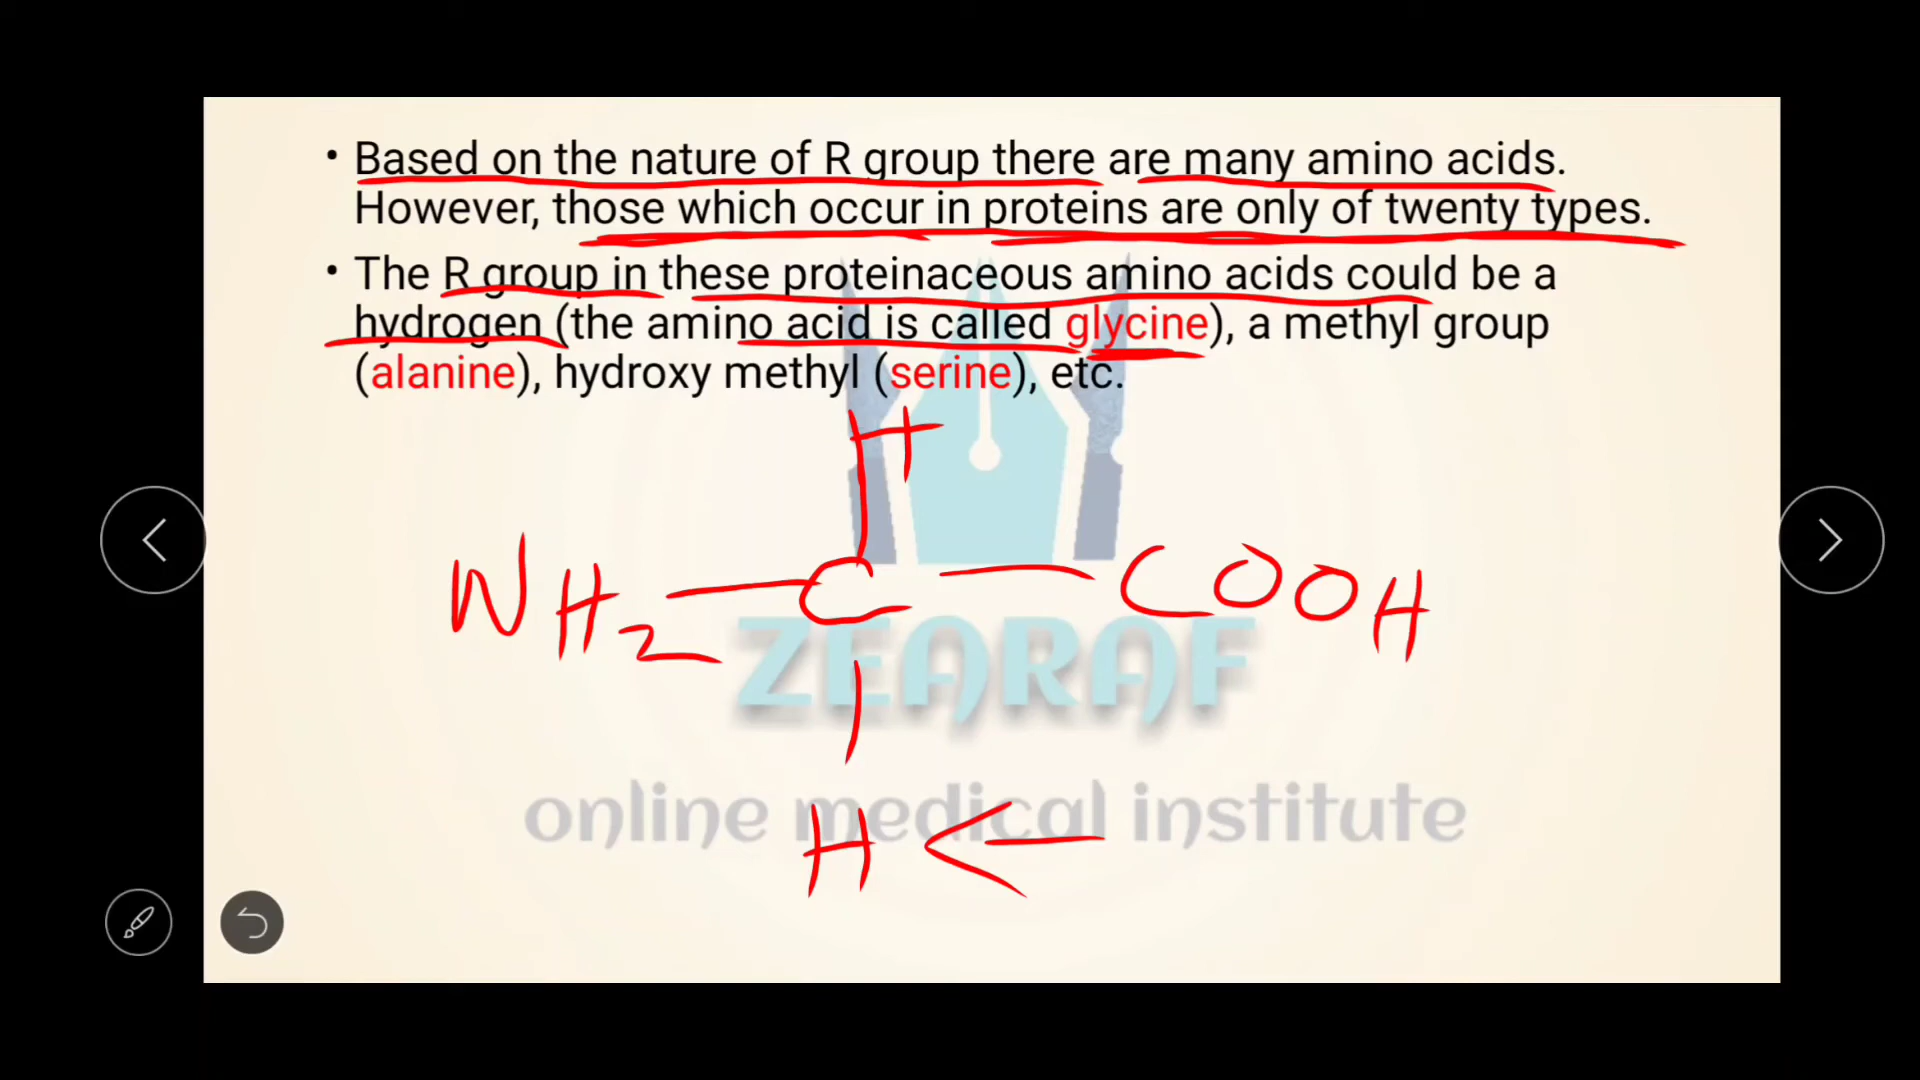 • Based on the nature of R group there are many amino acids.
However, those which occur in proteins are only of twenty types.
• The R group in these proteinaceous amino acids could be a
hydrogen (the amino acid is called glycine), a methyl group
(alanine), hydroxy methyl (serine), etc.
H
NH2 — C — COOH
H
ZEARAF
online medical institute